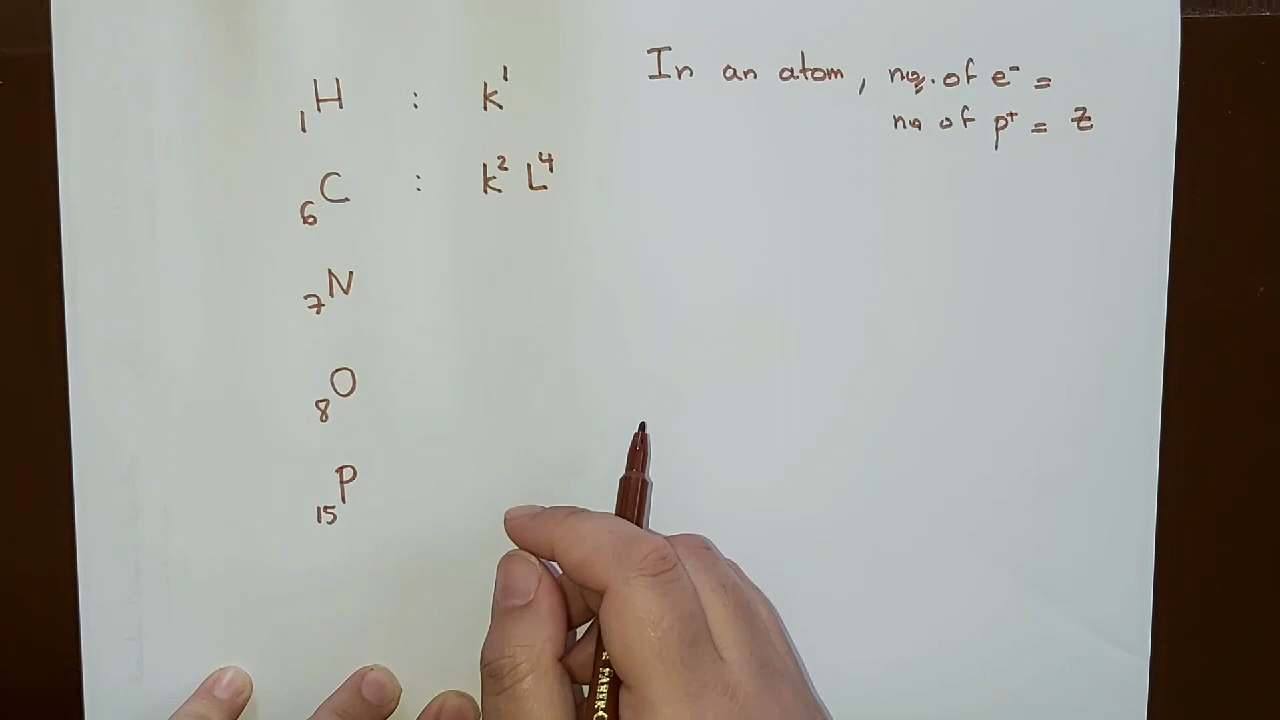 ₁H : K¹
In an atom, no. of e⁻ =
no of p⁺ = Z
₆C : K² L⁴
₇N
₈O
₁₅P